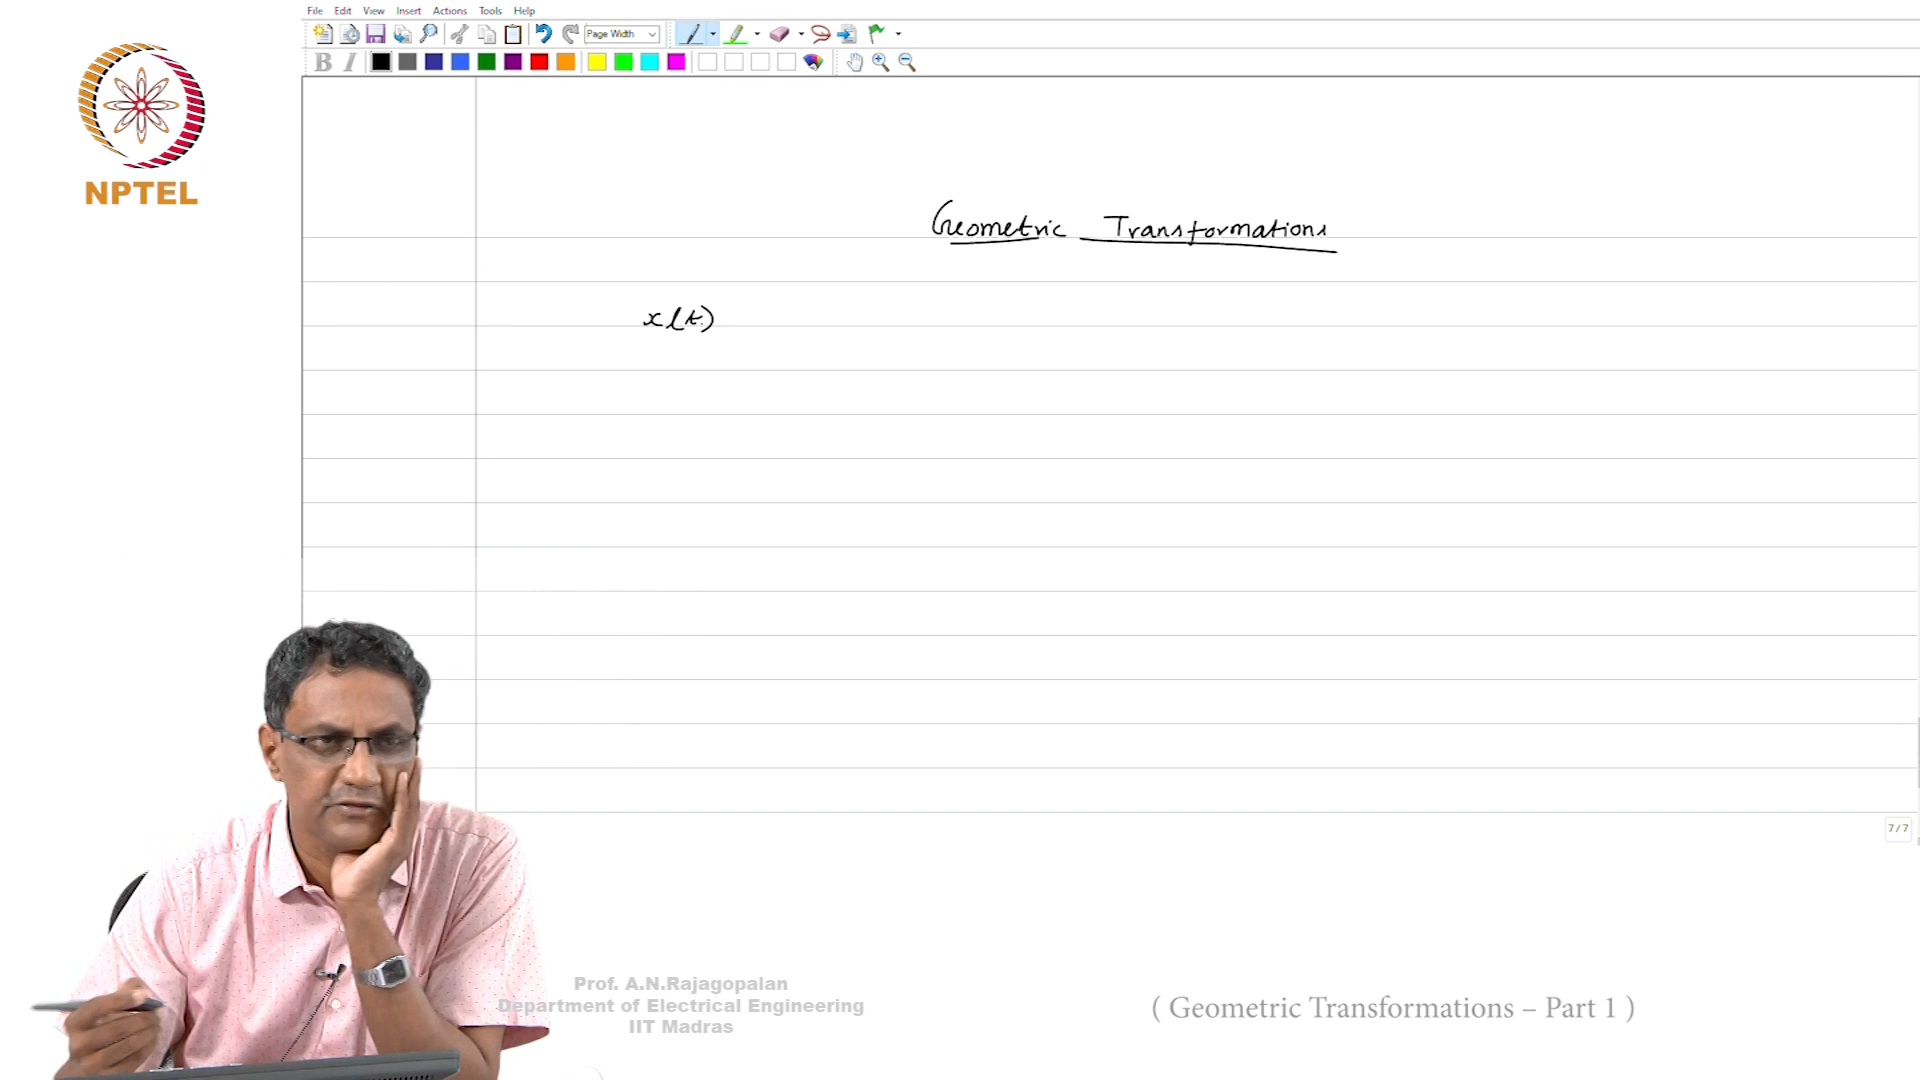 File Edit View Insert Actions Tools Help
Page Width
B I
NPTEL
Geometric Transformations
x(t)
7/7
Prof. A.N.Rajagopalan
Department of Electrical Engineering
IIT Madras
( Geometric Transformations – Part 1 )